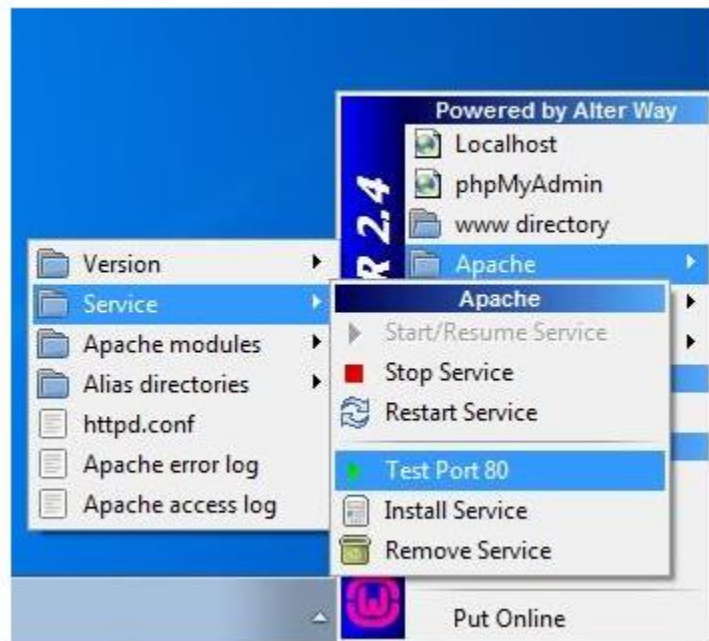 Powered by Alter Way
Localhost
phpMyAdmin
www directory
Apache
R 2.4
Version
Service
Apache modules
Alias directories
httpd.conf
Apache error log
Apache access log
Apache
Start/Resume Service
Stop Service
Restart Service
Test Port 80
Install Service
Remove Service
Put Online